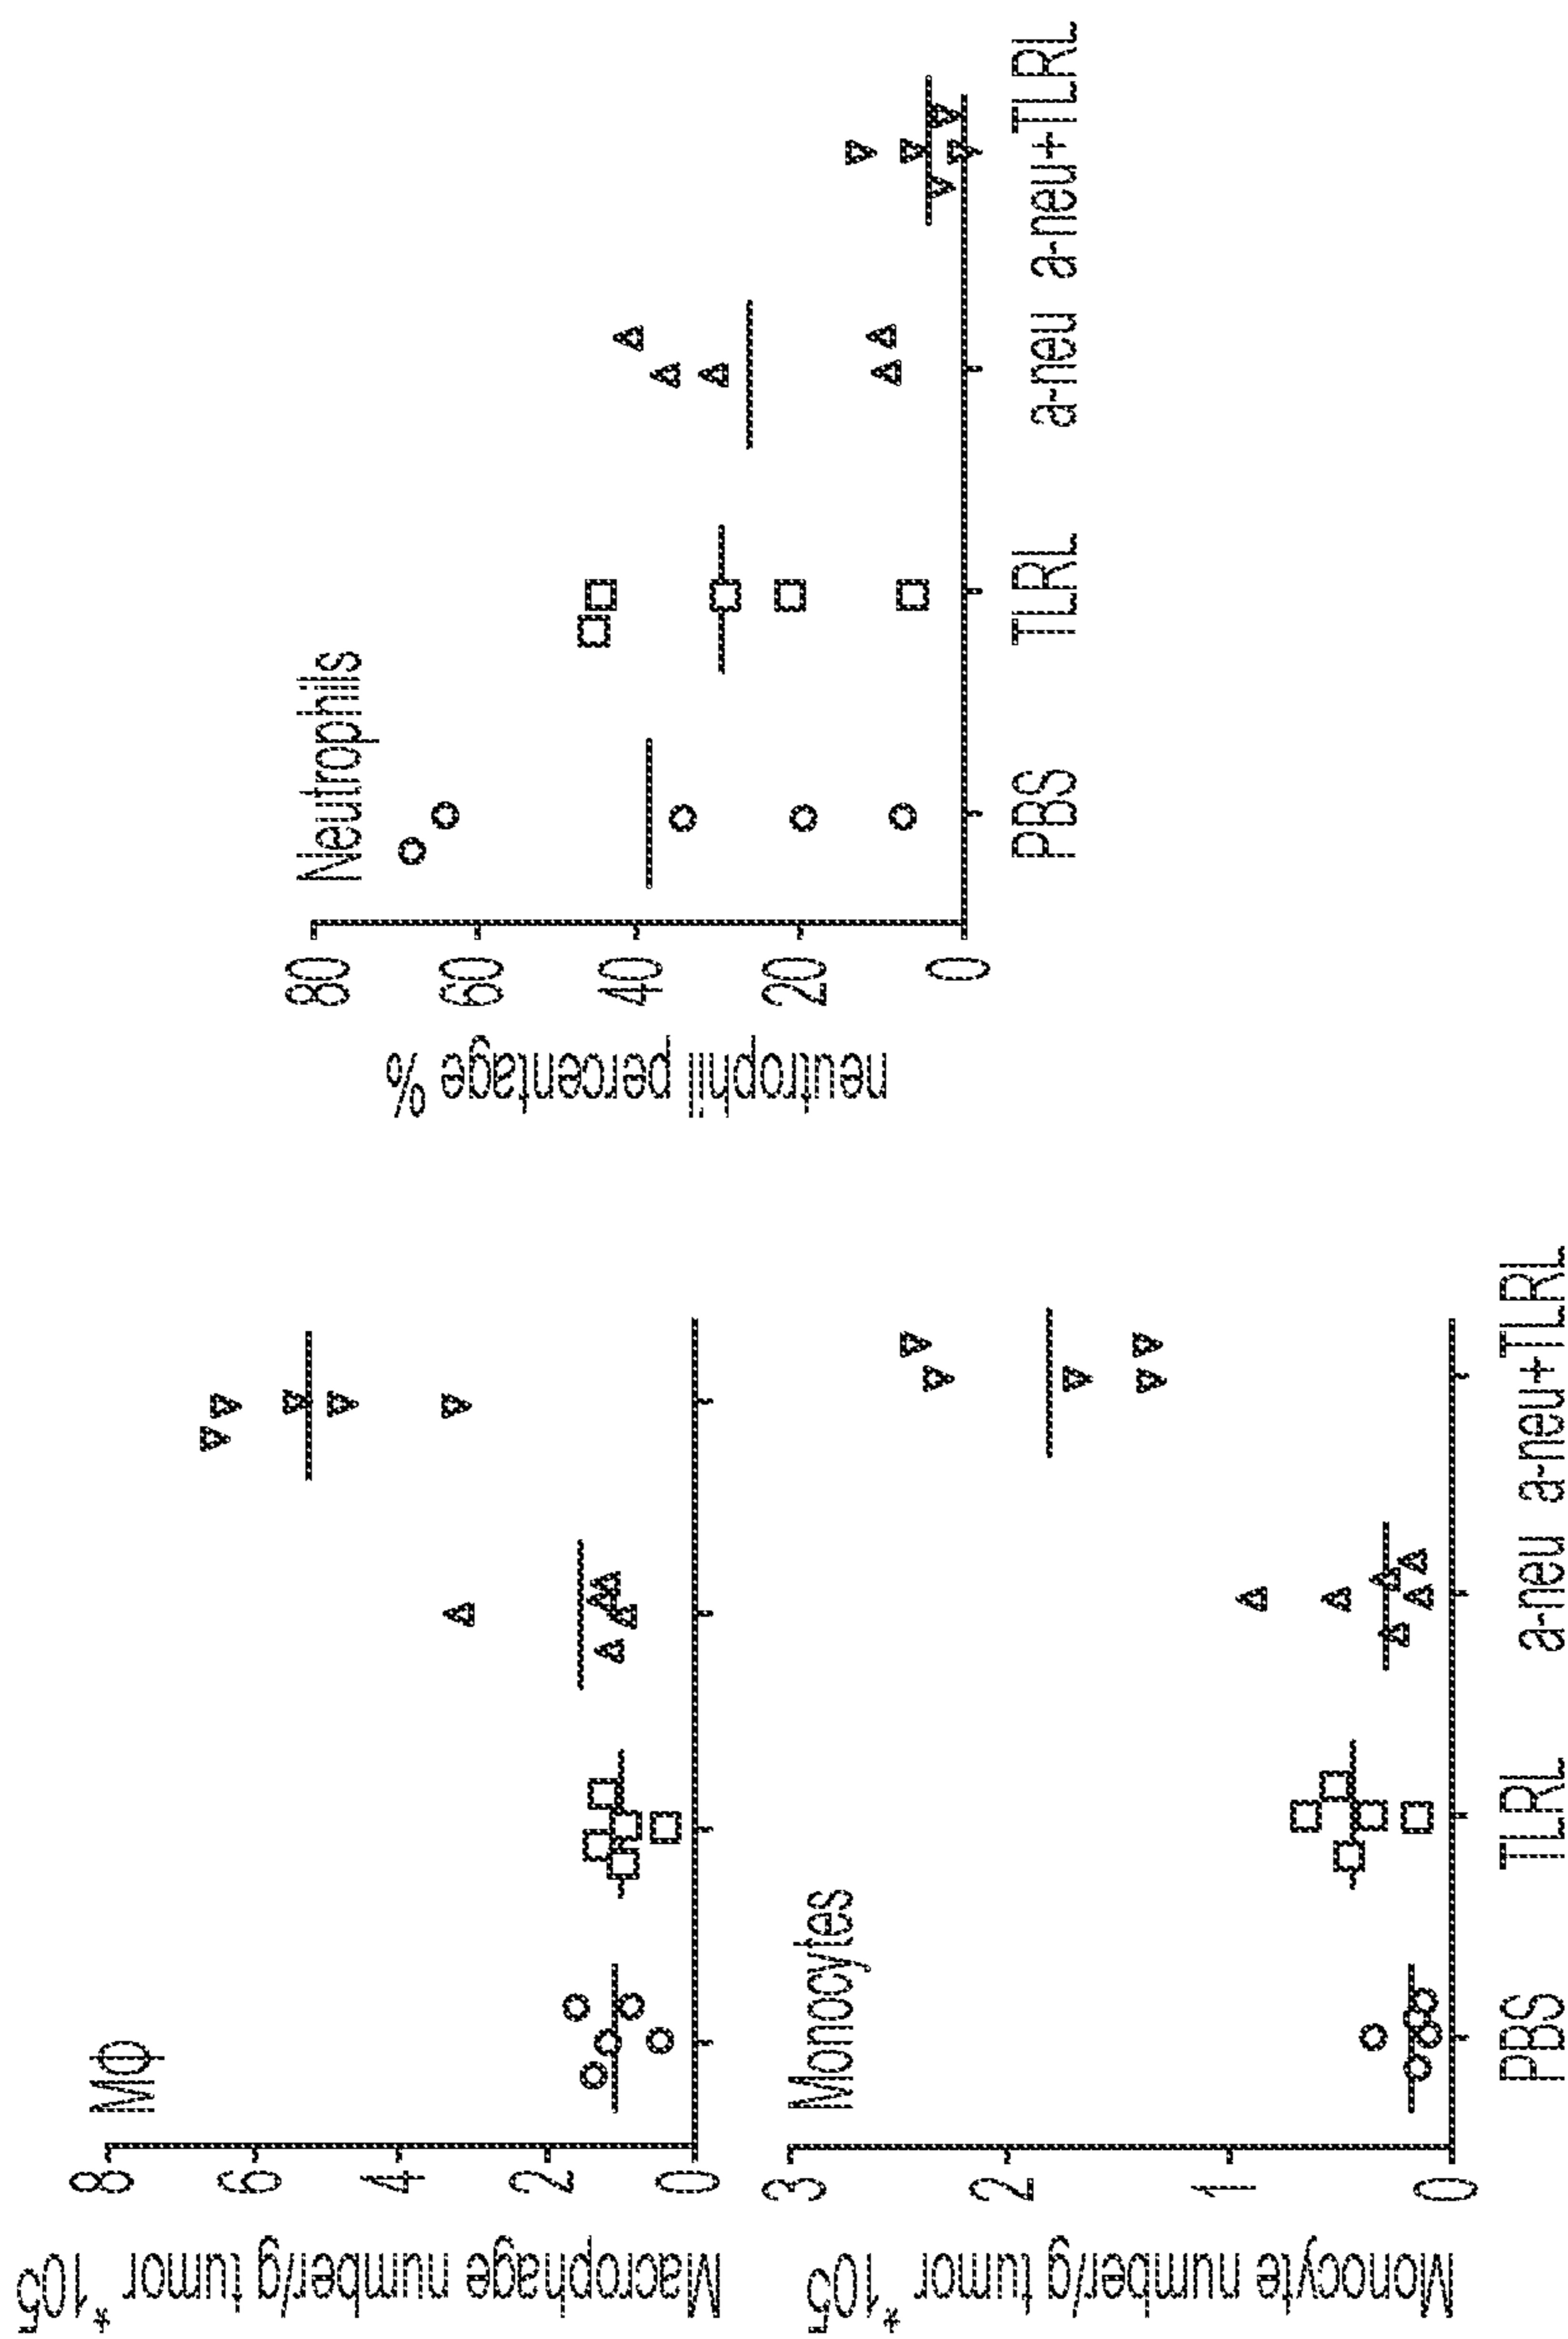 Mϕ
Macrophage number/g tumor *10⁵
8
6
4
2
0
Monocytes
Monocyte number/g tumor *10⁵
3
2
1
0
PBS TLRL a-neu a-neu+TLRL
Neutrophils
neutrophil percentage %
80
60
40
20
0
PBS TLRL a-neu a-neu+TLRL